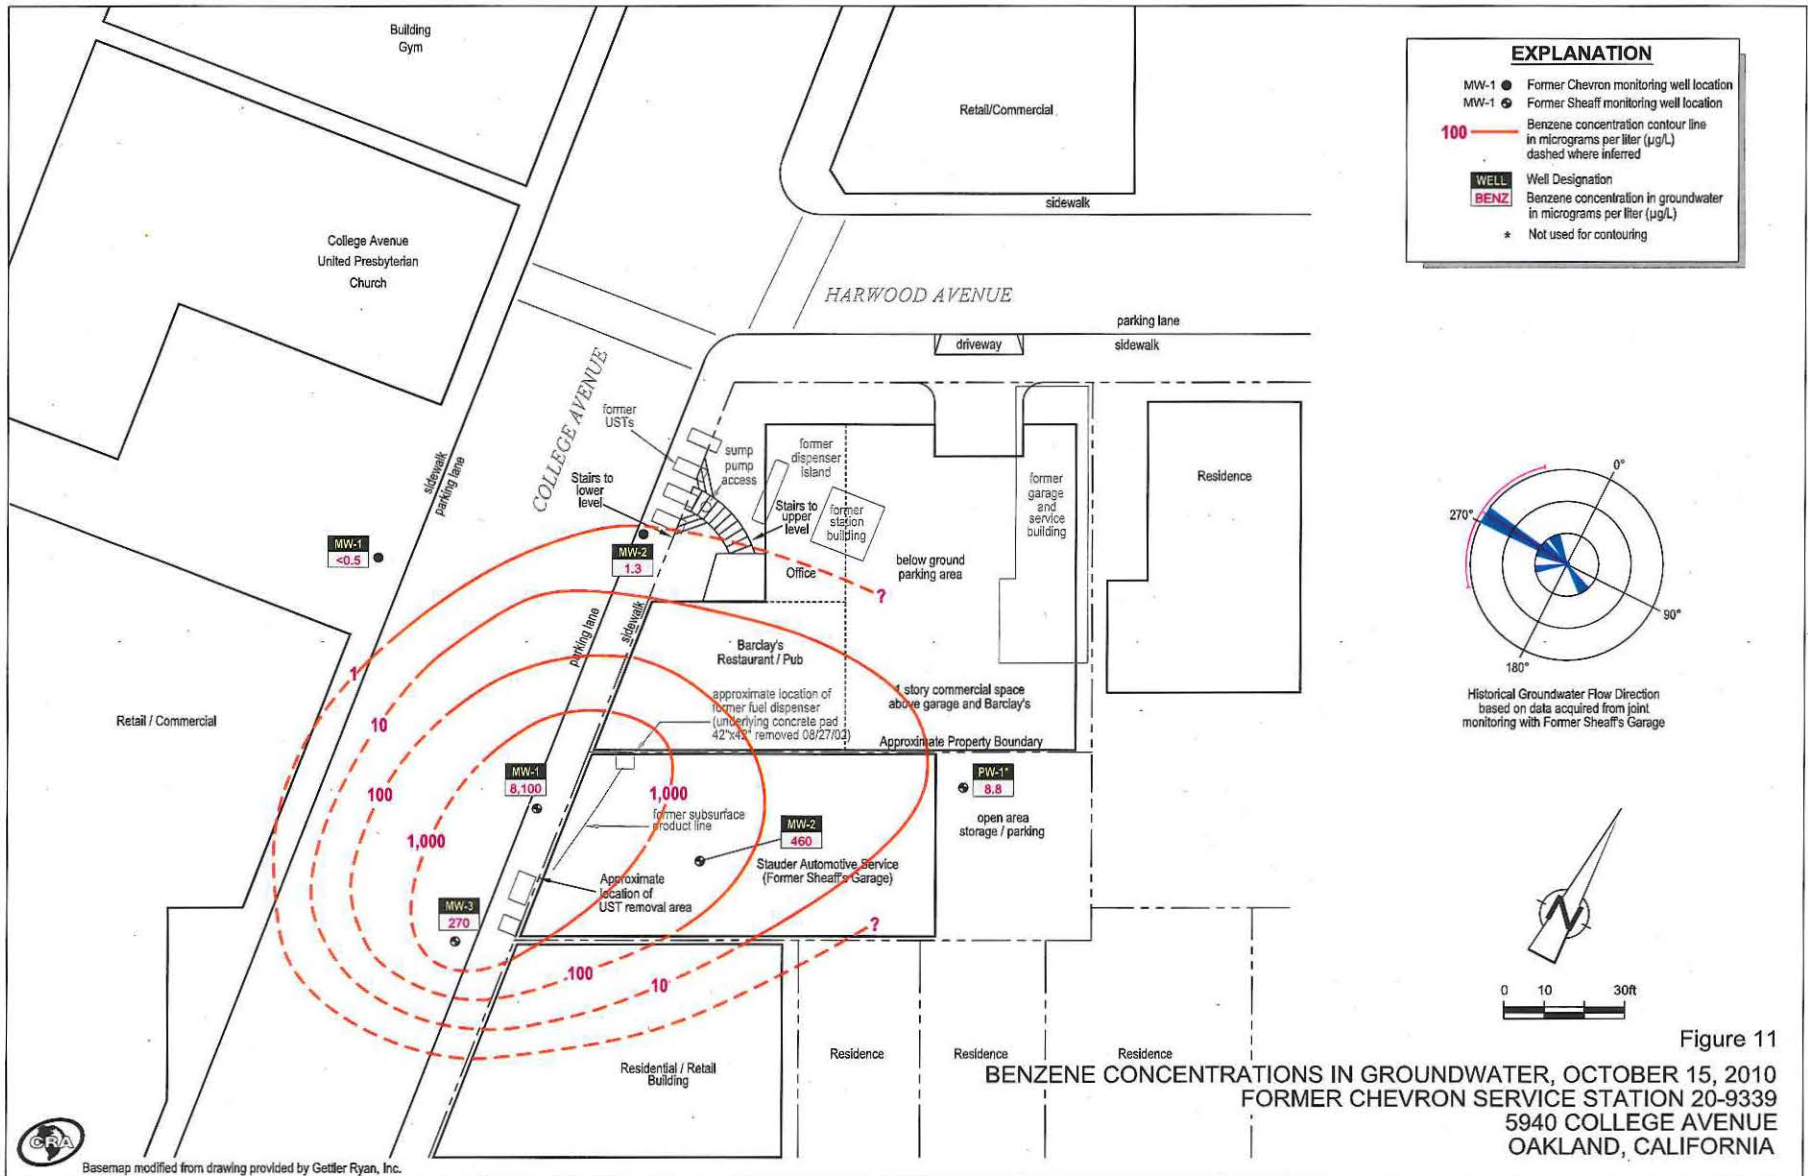 Building
Gym
Retail/Commercial
EXPLANATION
MW-1 Former Chevron monitoring well location
MW-1 Former Sheaff monitoring well location
100 Benzene concentration contour line
in micrograms per liter (µg/L)
dashed where inferred
WELL Well Designation
BENZ Benzene concentration in groundwater
in micrograms per liter (µg/L)
* Not used for contouring
sidewalk
College Avenue
United Presbyterian
Church
HARWOOD AVENUE
parking lane
driveway
sidewalk
COLLEGE AVENUE
former
USTs
sump
pump
access
former
dispenser
island
Stairs to
lower
level
Stairs to
upper
level
former
station
building
former
garage
and
service
building
Residence
sidewalk
parking lane
MW-1
<0.5
MW-2
1.3
Office
below ground
parking area
?
0°
270°
90°
180°
Historical Groundwater Flow Direction
based on data acquired from joint
monitoring with Former Sheaff's Garage
parking lane
sidewalk
Barclay's
Restaurant / Pub
1 story commercial space
above garage and Barclay's
approximate location of
former fuel dispenser
(underlying concrete pad
42"x42" removed 08/27/02)
Retail / Commercial
1
10
100
1,000
Approximate Property Boundary
MW-1
8,100
1,000
former subsurface
product line
MW-2
460
PW-1*
8.8
open area
storage / parking
Stauder Automotive Service
(Former Sheaff's Garage)
Approximate
location of
UST removal area
MW-3
270
?
100
10
N
0 10 30ft
Residential / Retail
Building
Residence
Residence
Residence
Figure 11
BENZENE CONCENTRATIONS IN GROUNDWATER, OCTOBER 15, 2010
FORMER CHEVRON SERVICE STATION 20-9339
5940 COLLEGE AVENUE
OAKLAND, CALIFORNIA
CRA
Basemap modified from drawing provided by Gettler Ryan, Inc.